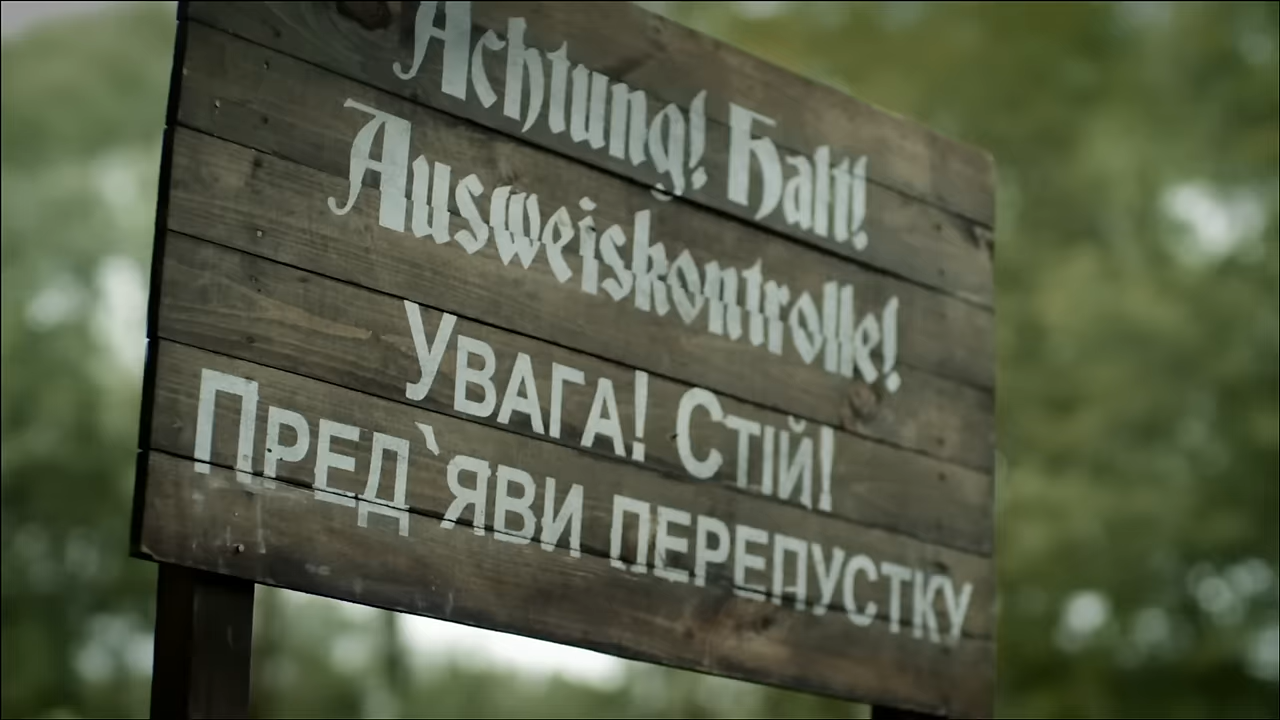 Achtung! Halt!
Ausweiskontrolle!
Увага! Стій!
Пред`яви перепустку